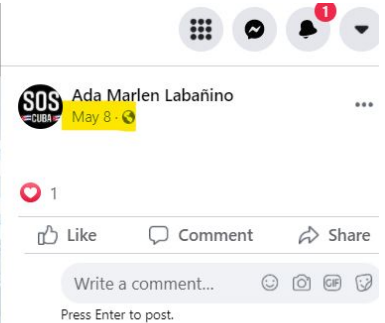 1
SOS
CUBA
Ada Marlen Labañino
May 8 ·
1
Like Comment Share
Write a comment... GIF
Press Enter to post.